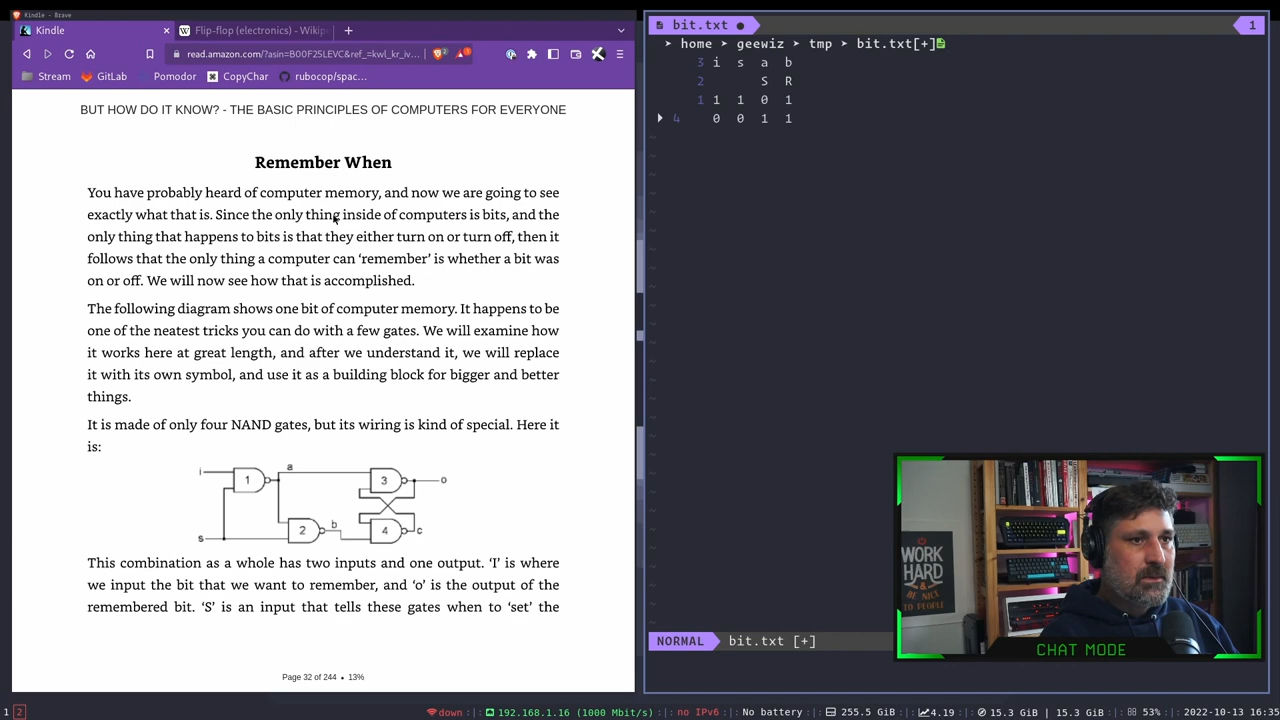 Kindle - Brave
Kindle
Flip-flop (electronics) - Wikip
read.amazon.com/?asin=B00F25LEVC&ref_=kwl_kr_iv...
Stream GitLab Pomodor CopyChar rubocop/spac...
BUT HOW DO IT KNOW? - THE BASIC PRINCIPLES OF COMPUTERS FOR EVERYONE
Remember When
You have probably heard of computer memory, and now we are going to see
exactly what that is. Since the only thing inside of computers is bits, and the
only thing that happens to bits is that they either turn on or turn off, then it
follows that the only thing a computer can ‘remember’ is whether a bit was
on or off. We will now see how that is accomplished.
The following diagram shows one bit of computer memory. It happens to be
one of the neatest tricks you can do with a few gates. We will examine how
it works here at great length, and after we understand it, we will replace
it with its own symbol, and use it as a building block for bigger and better
things.
It is made of only four NAND gates, but its wiring is kind of special. Here it
is:
i 1 a 3 o
s 2 b 4 c
This combination as a whole has two inputs and one output. ‘I’ is where
we input the bit that we want to remember, and ‘o’ is the output of the
remembered bit. ‘S’ is an input that tells these gates when to ‘set’ the
Page 32 of 244 • 13%
bit.txt ● 1
home geewiz tmp bit.txt[+]
3 i s a b
2 S R
1 1 1 0 1
4 0 0 1 1
NORMAL bit.txt [+]
WORK
HARD
& BE NICE
TO PEOPLE
CHAT MODE
1 2 down 192.168.1.16 (1000 Mbit/s) no IPv6 No battery 255.5 GiB 4.19 15.3 GiB | 15.3 GiB 53% 2022-10-13 16:35